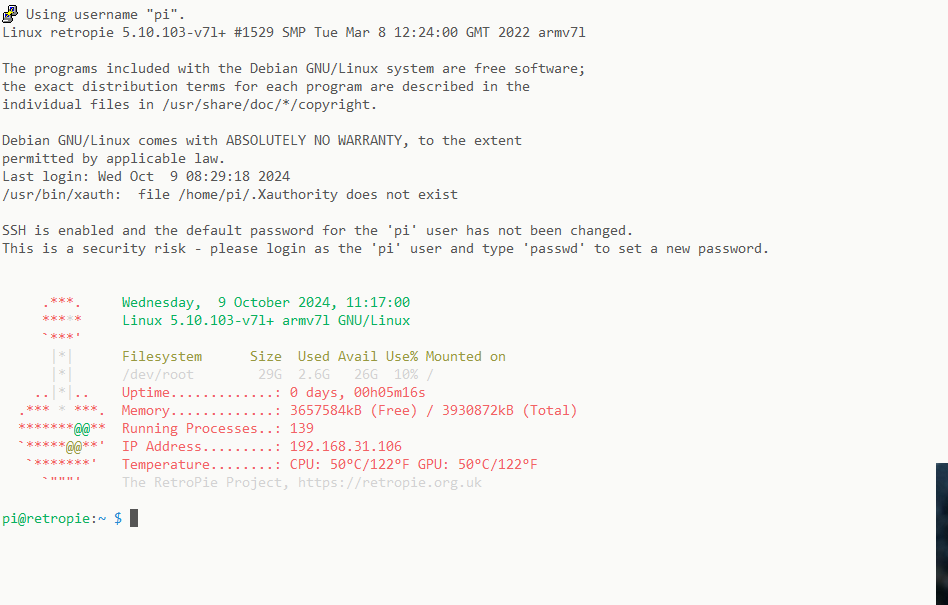 Using username "pi".
Linux retropie 5.10.103-v7l+ #1529 SMP Tue Mar 8 12:24:00 GMT 2022 armv7l
The programs included with the Debian GNU/Linux system are free software;
the exact distribution terms for each program are described in the
individual files in /usr/share/doc/*/copyright.
Debian GNU/Linux comes with ABSOLUTELY NO WARRANTY, to the extent
permitted by applicable law.
Last login: Wed Oct  9 08:29:18 2024
/usr/bin/xauth:  file /home/pi/.Xauthority does not exist
SSH is enabled and the default password for the 'pi' user has not been changed.
This is a security risk - please login as the 'pi' user and type 'passwd' to set a new password.
     .***.     Wednesday,  9 October 2024, 11:17:00
     *****     Linux 5.10.103-v7l+ armv7l GNU/Linux
     `***'
      |*|      Filesystem      Size  Used Avail Use% Mounted on
      |*|      /dev/root        29G  2.6G   26G  10% /
    ..|*|..    Uptime.............: 0 days, 00h05m16s
  .*** * ***.  Memory.............: 3657584kB (Free) / 3930872kB (Total)
  *******@@**  Running Processes..: 139
  `*****@@**'  IP Address.........: 192.168.31.106
   `*******'   Temperature........: CPU: 50ºC/122ºF GPU: 50ºC/122ºF
     `"""'     The RetroPie Project, https://retropie.org.uk
pi@retropie:~ $